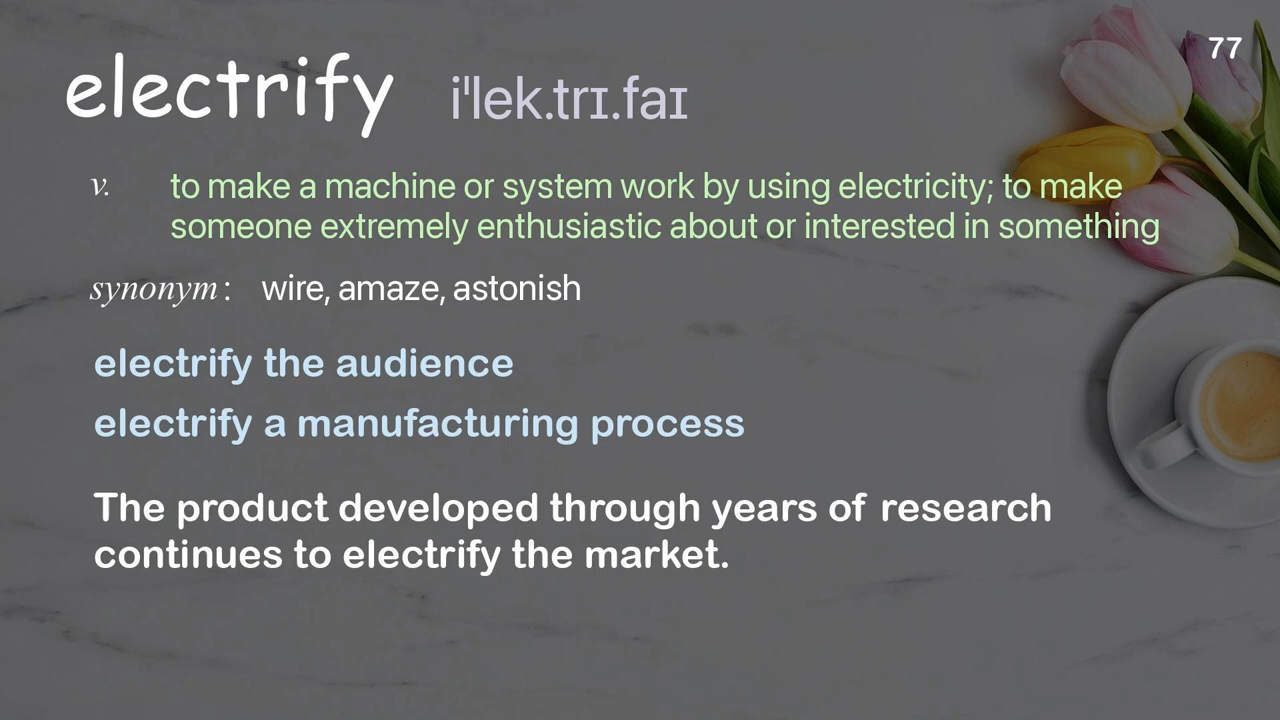 77
electrify iˈlek.trɪ.faɪ
v. to make a machine or system work by using electricity; to make
someone extremely enthusiastic about or interested in something
synonym : wire, amaze, astonish
electrify the audience
electrify a manufacturing process
The product developed through years of research
continues to electrify the market.